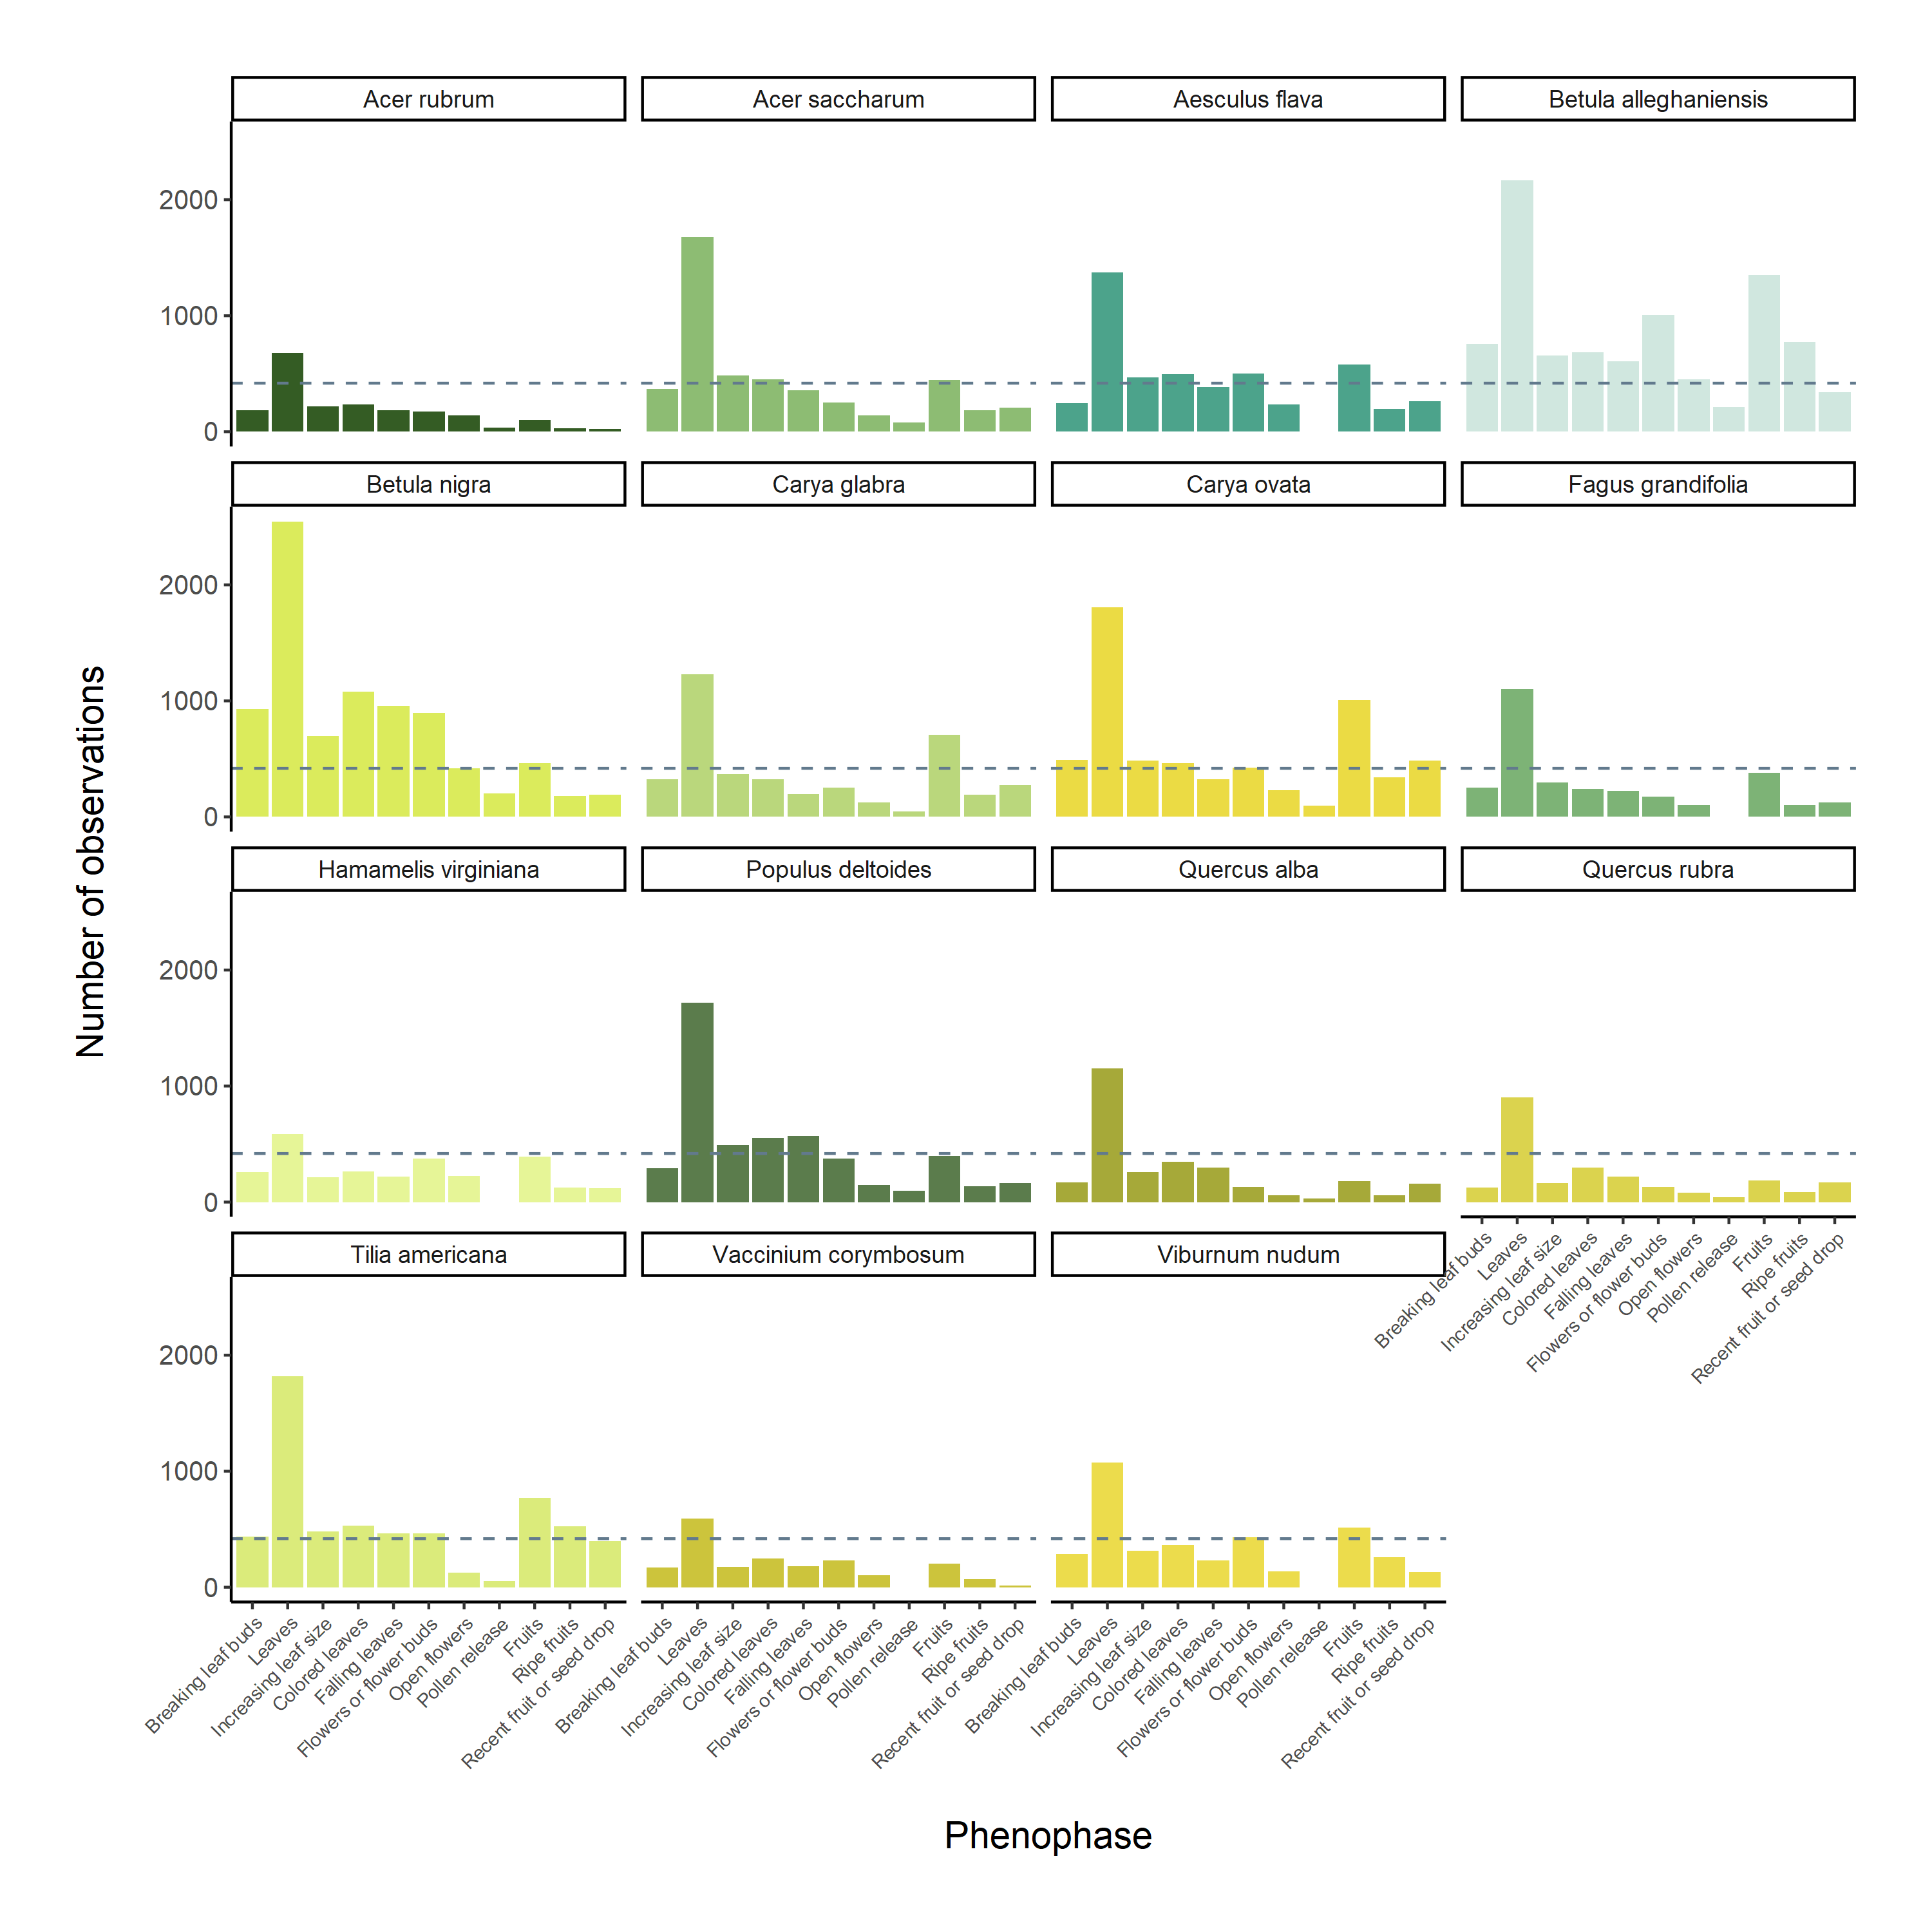 Number of observations
Acer rubrum
Acer saccharum
Aesculus flava
Betula alleghaniensis
2000
1000
0
Betula nigra
Carya glabra
Carya ovata
Fagus grandifolia
2000
1000
0
Hamamelis virginiana
Populus deltoides
Quercus alba
Quercus rubra
2000
1000
0
Breaking leaf buds
Leaves
Increasing leaf size
Colored leaves
Falling leaves
Flowers or flower buds
Open flowers
Pollen release
Fruits
Ripe fruits
Recent fruit or seed drop
Tilia americana
Vaccinium corymbosum
Viburnum nudum
2000
1000
0
Breaking leaf buds
Leaves
Increasing leaf size
Colored leaves
Falling leaves
Flowers or flower buds
Open flowers
Pollen release
Fruits
Ripe fruits
Recent fruit or seed drop
Breaking leaf buds
Leaves
Increasing leaf size
Colored leaves
Falling leaves
Flowers or flower buds
Open flowers
Pollen release
Fruits
Ripe fruits
Recent fruit or seed drop
Breaking leaf buds
Leaves
Increasing leaf size
Colored leaves
Falling leaves
Flowers or flower buds
Open flowers
Pollen release
Fruits
Ripe fruits
Recent fruit or seed drop
Phenophase